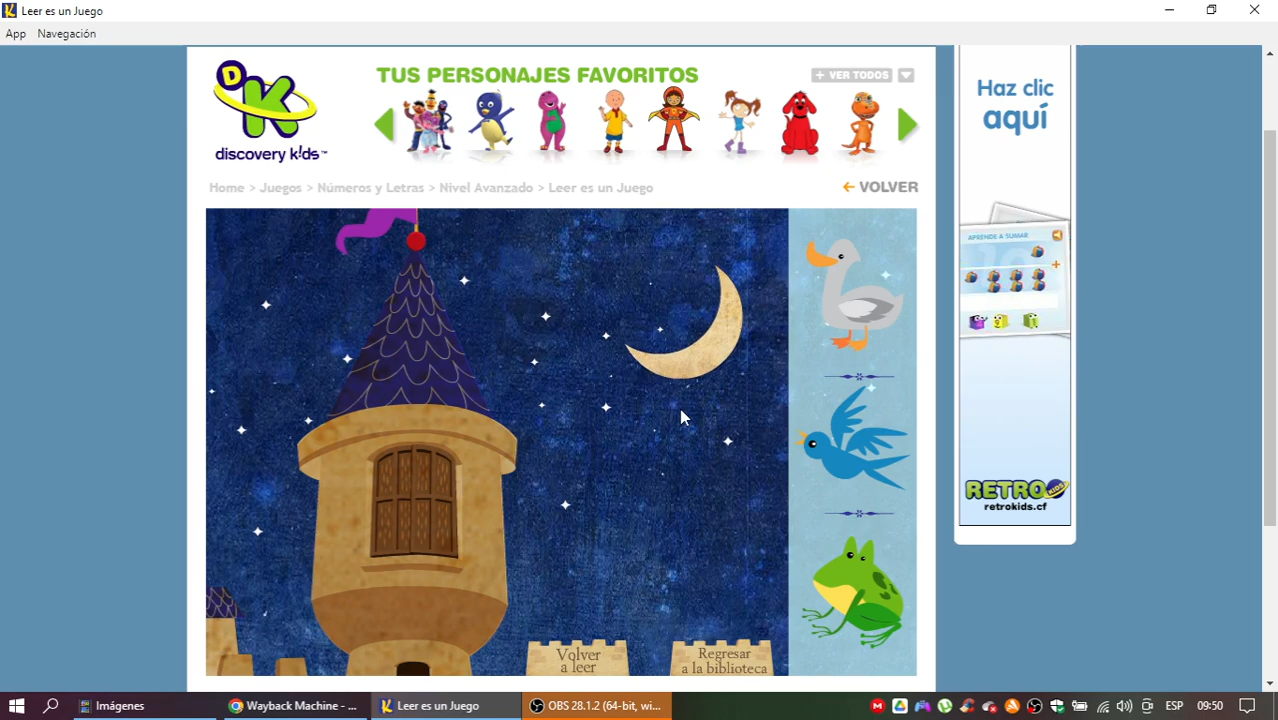 Leer es un Juego
App Navegación
D
K
discovery k!ds™
TUS PERSONAJES FAVORITOS
+ VER TODOS
Home > Juegos > Números y Letras > Nivel Avanzado > Leer es un Juego
← VOLVER
Volver
a leer
Regresar
a la biblioteca
Haz clic
aquí
APRENDE A SUMAR
RETRO
retrokids.cf
Imágenes
Wayback Machine - ...
Leer es un Juego
OBS 28.1.2 (64-bit, wi...
ESP
09:50